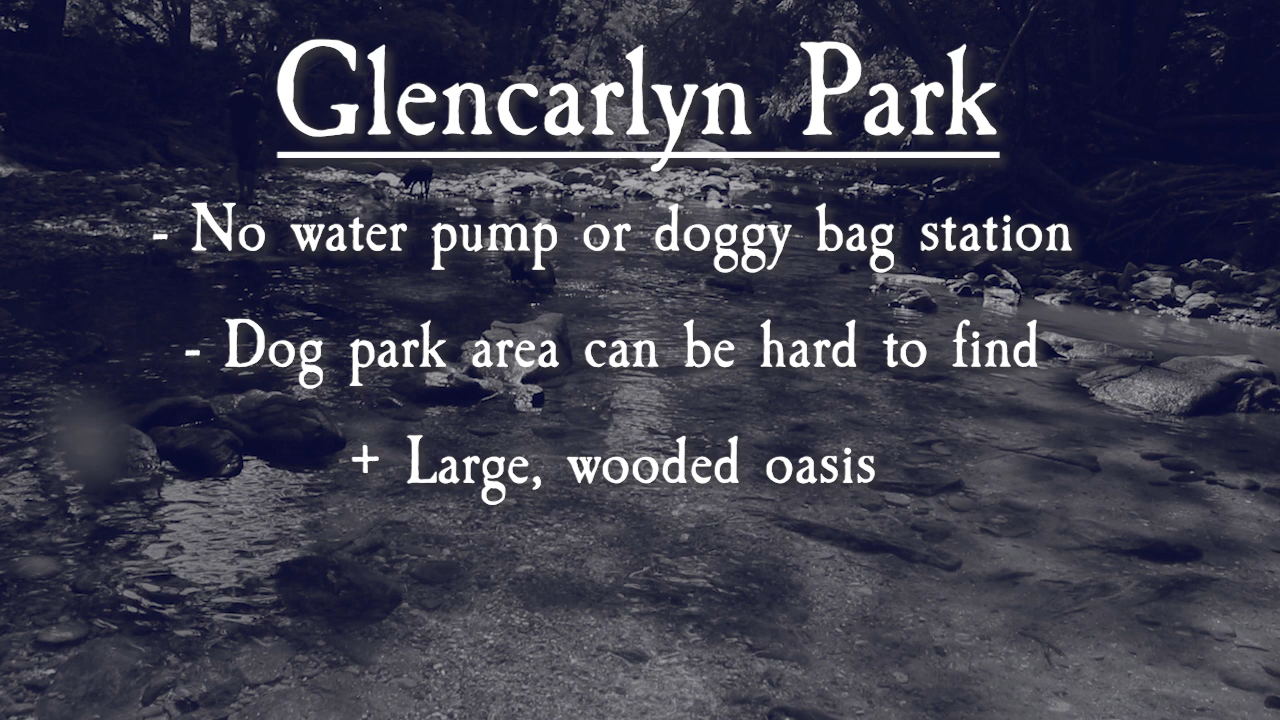 Glencarlyn Park
- No water pump or doggy bag station
- Dog park area can be hard to find
+ Large, wooded oasis